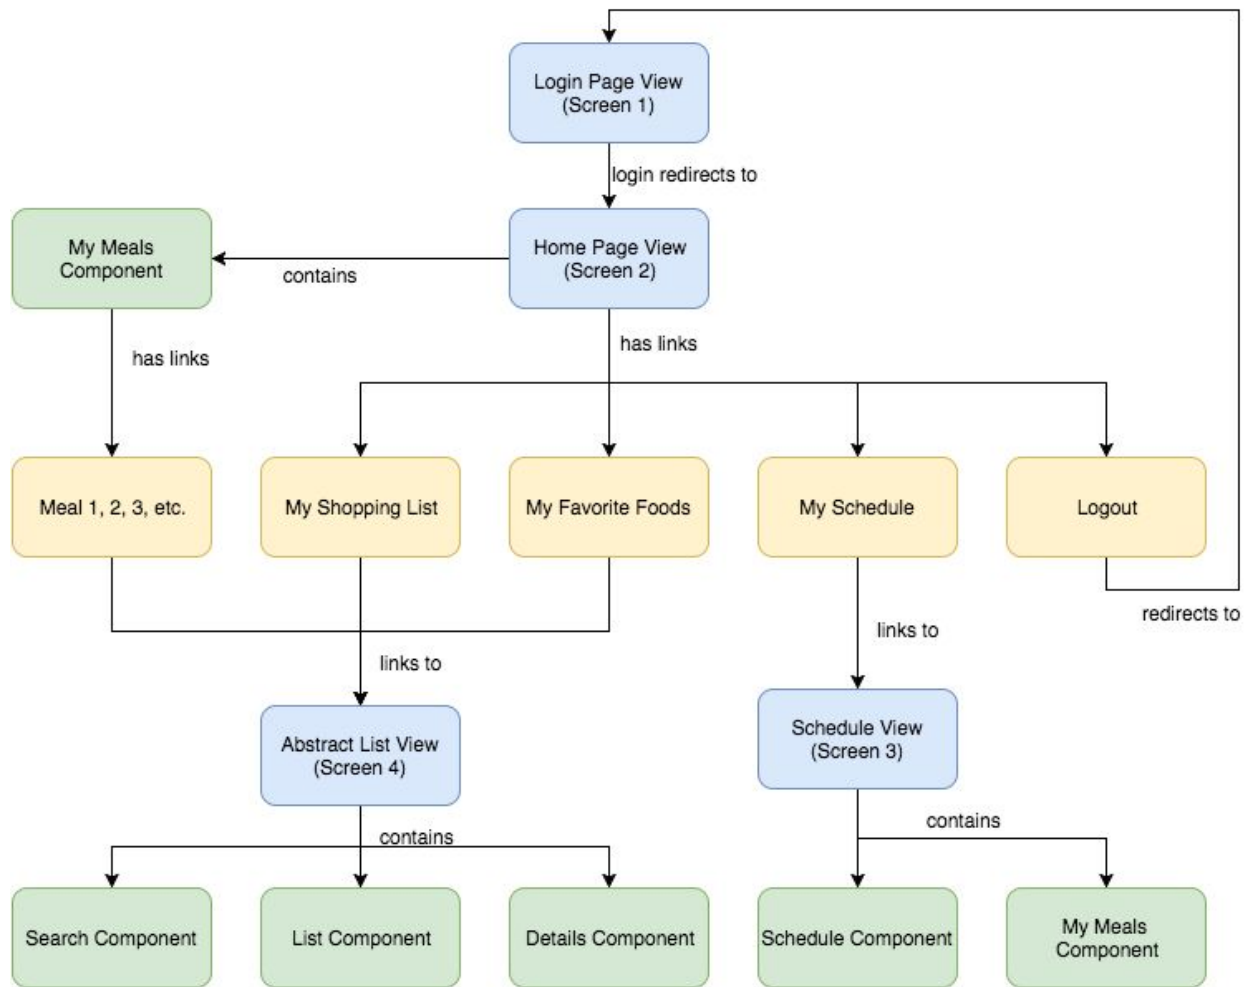 Login Page View
(Screen 1)
login redirects to
My Meals
Component
contains
Home Page View
(Screen 2)
has links
has links
Meal 1, 2, 3, etc.
My Shopping List
My Favorite Foods
My Schedule
Logout
redirects to
links to
links to
Abstract List View
(Screen 4)
Schedule View
(Screen 3)
contains
contains
Search Component
List Component
Details Component
Schedule Component
My Meals
Component